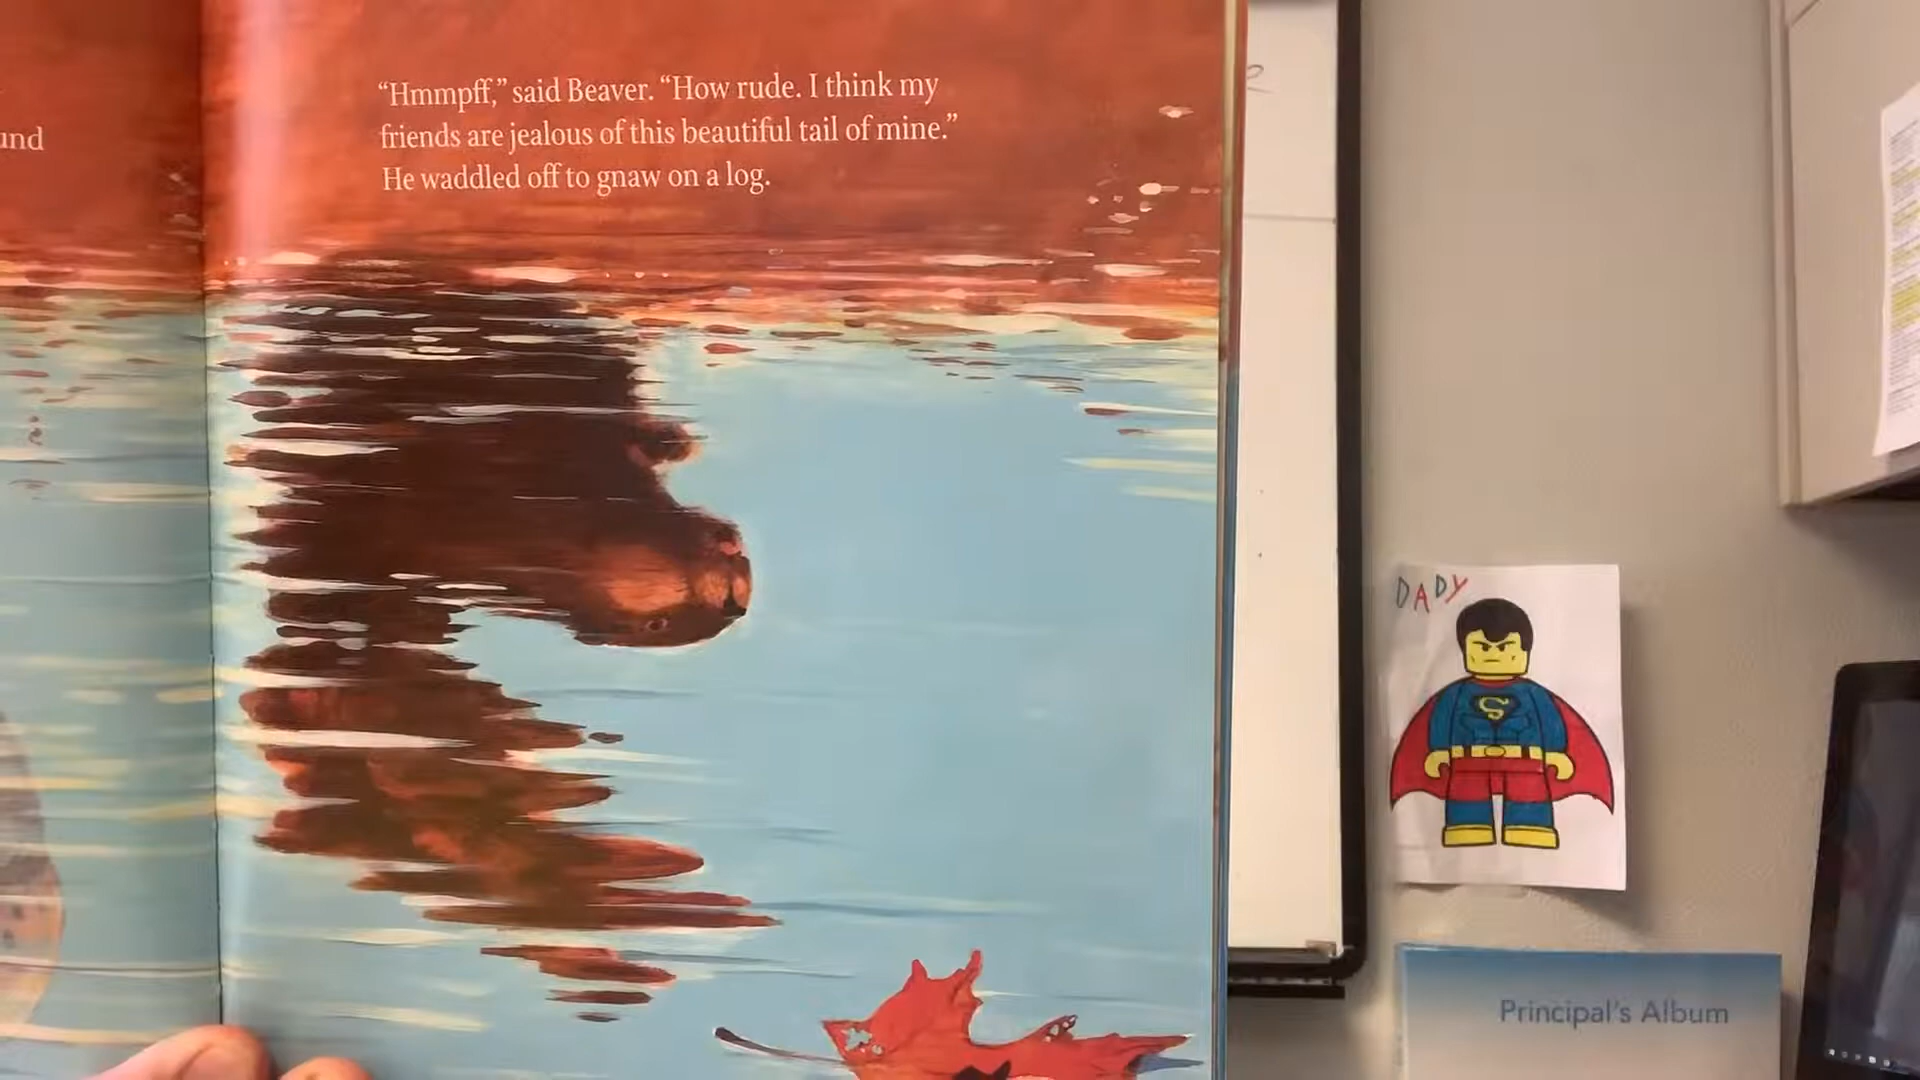 und
“Hmmpff,” said Beaver. “How rude. I think my
friends are jealous of this beautiful tail of mine.”
He waddled off to gnaw on a log.
DADY
S
Principal's Album